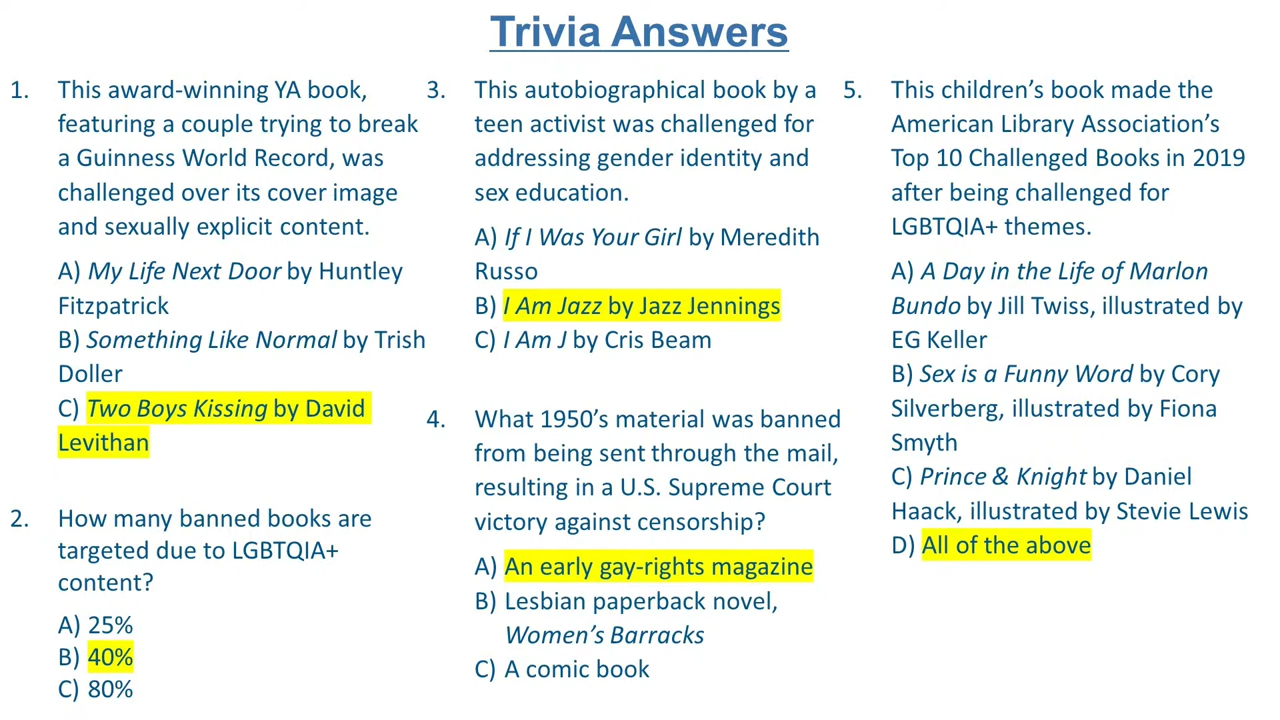 Trivia Answers
1. This award-winning YA book,
featuring a couple trying to break
a Guinness World Record, was
challenged over its cover image
and sexually explicit content.
A) My Life Next Door by Huntley
Fitzpatrick
B) Something Like Normal by Trish
Doller
C) Two Boys Kissing by David
Levithan
2. How many banned books are
targeted due to LGBTQIA+
content?
A) 25%
B) 40%
C) 80%
3. This autobiographical book by a
teen activist was challenged for
addressing gender identity and
sex education.
A) If I Was Your Girl by Meredith
Russo
B) I Am Jazz by Jazz Jennings
C) I Am J by Cris Beam
4. What 1950’s material was banned
from being sent through the mail,
resulting in a U.S. Supreme Court
victory against censorship?
A) An early gay-rights magazine
B) Lesbian paperback novel,
Women’s Barracks
C) A comic book
5. This children’s book made the
American Library Association’s
Top 10 Challenged Books in 2019
after being challenged for
LGBTQIA+ themes.
A) A Day in the Life of Marlon
Bundo by Jill Twiss, illustrated by
EG Keller
B) Sex is a Funny Word by Cory
Silverberg, illustrated by Fiona
Smyth
C) Prince & Knight by Daniel
Haack, illustrated by Stevie Lewis
D) All of the above